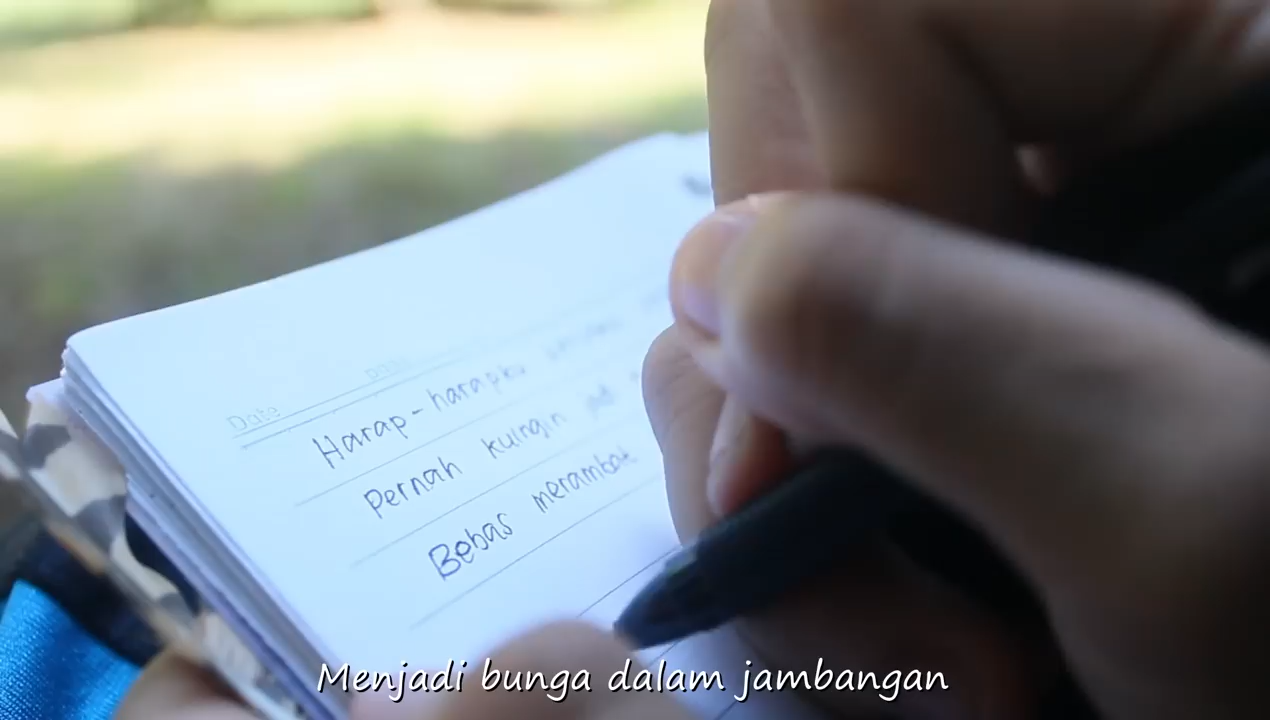 Date
Harap-harapku
Pernah kuingin
Bebas merambat
Menjadi bunga dalam jambangan